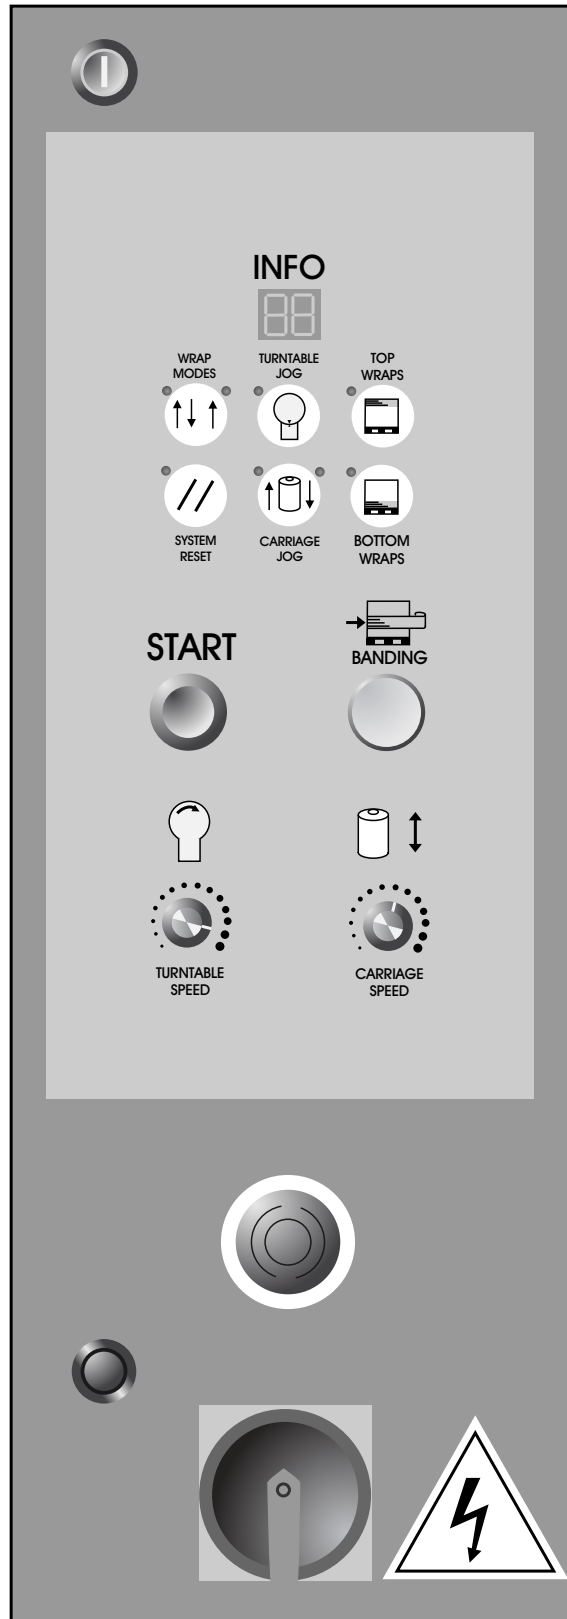 INFO
WRAP
MODES
TURNTABLE
JOG
TOP
WRAPS
SYSTEM
RESET
CARRIAGE
JOG
BOTTOM
WRAPS
START
BANDING
TURNTABLE
SPEED
CARRIAGE
SPEED